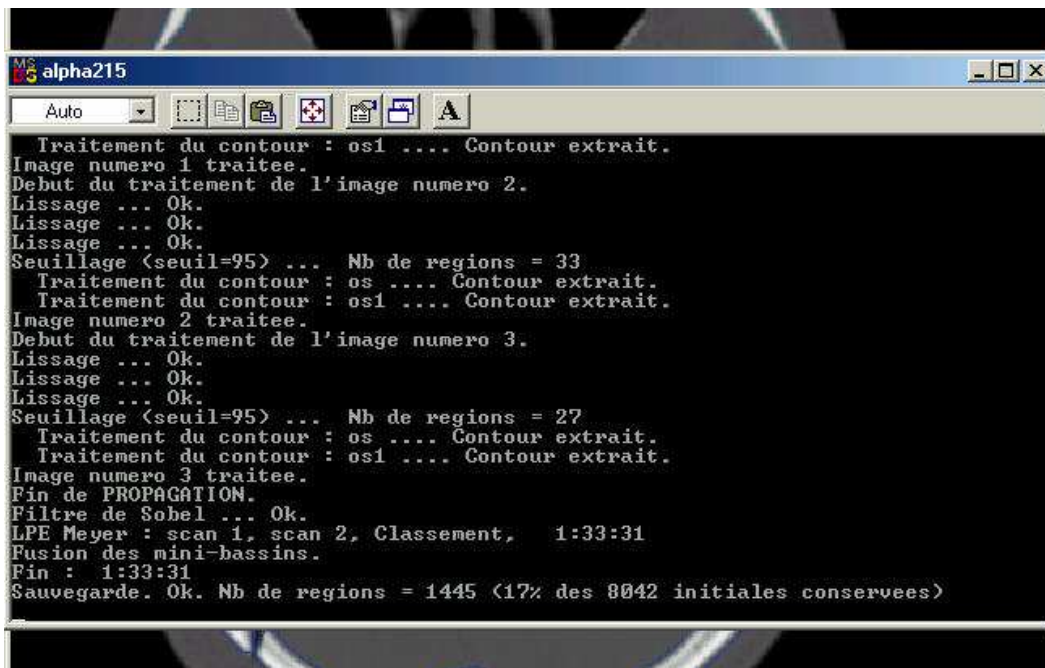 alpha215
Auto
A
Traitement du contour : os1 .... Contour extrait.
Image numero 1 traitee.
Debut du traitement de l'image numero 2.
Lissage ... Ok.
Lissage ... Ok.
Lissage ... Ok.
Seuillage (seuil=95) ... Nb de regions = 33
Traitement du contour : os .... Contour extrait.
Traitement du contour : os1 .... Contour extrait.
Image numero 2 traitee.
Debut du traitement de l'image numero 3.
Lissage ... Ok.
Lissage ... Ok.
Lissage ... Ok.
Seuillage (seuil=95) ... Nb de regions = 27
Traitement du contour : os .... Contour extrait.
Traitement du contour : os1 .... Contour extrait.
Image numero 3 traitee.
Fin de PROPAGATION.
Filtre de Sobel ... Ok.
LPE Meyer : scan 1, scan 2, Classement, 1:33:31
Fusion des mini-bassins.
Fin : 1:33:31
Sauvegarde. Ok. Nb de regions = 1445 (17% des 8042 initiales conservees)